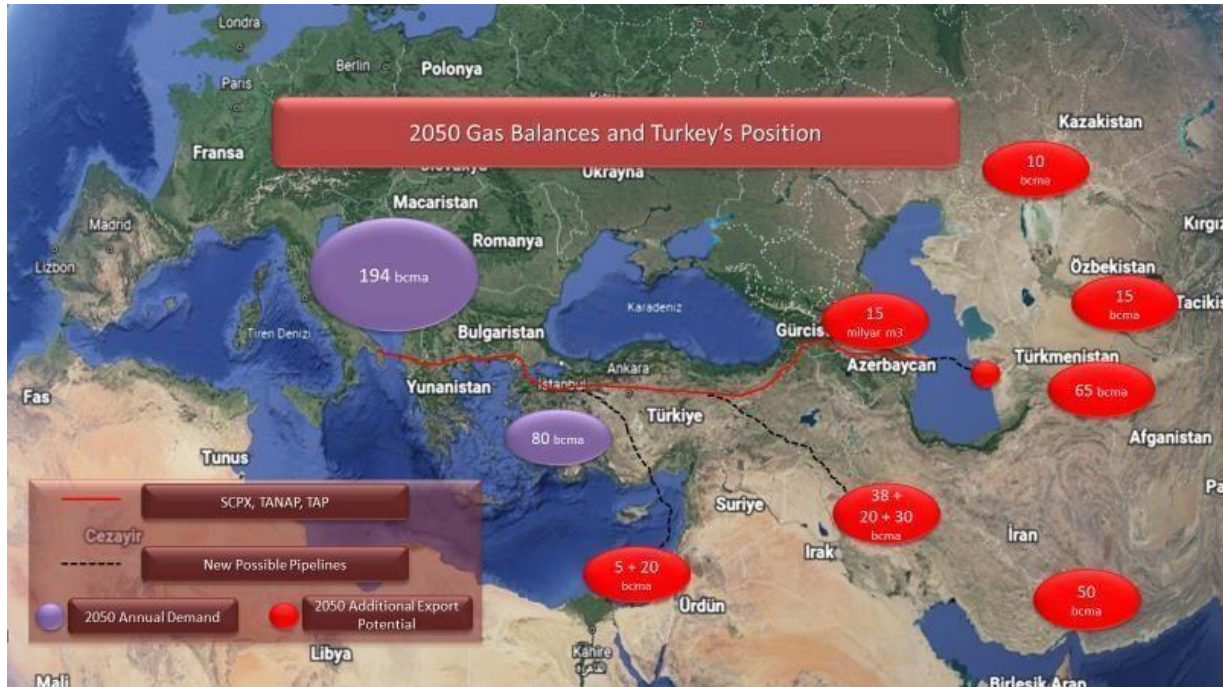 Londra
Berlin
Polonya
Paris
2050 Gas Balances and Turkey's Position
Kazakistan
Fransa
Ukrayna
10
bcma
Macaristan
Madrid
Romanya
Kırgız
Lizbon
194 bcma
Özbekistan
15
bcma
Tacikis
Karadeniz
15
milyar m3
Tiren Denizi
Bulgaristan
Gürcis
Azerbaycan
Türkmenistan
Ankara
Yunanistan
İstanbul
65 bcma
Fas
Türkiye
80 bcma
Afganistan
Tunus
Pa
SCPX, TANAP, TAP
Suriye
38 +
20 + 30
bcma
Cezayir
İran
Irak
New Possible Pipelines
5 + 20
bcma
50
bcma
Ürdün
2050 Annual Demand
2050 Additional Export
Potential
Libya
Kahire
القاهرة
Mali
Birleşik Aran